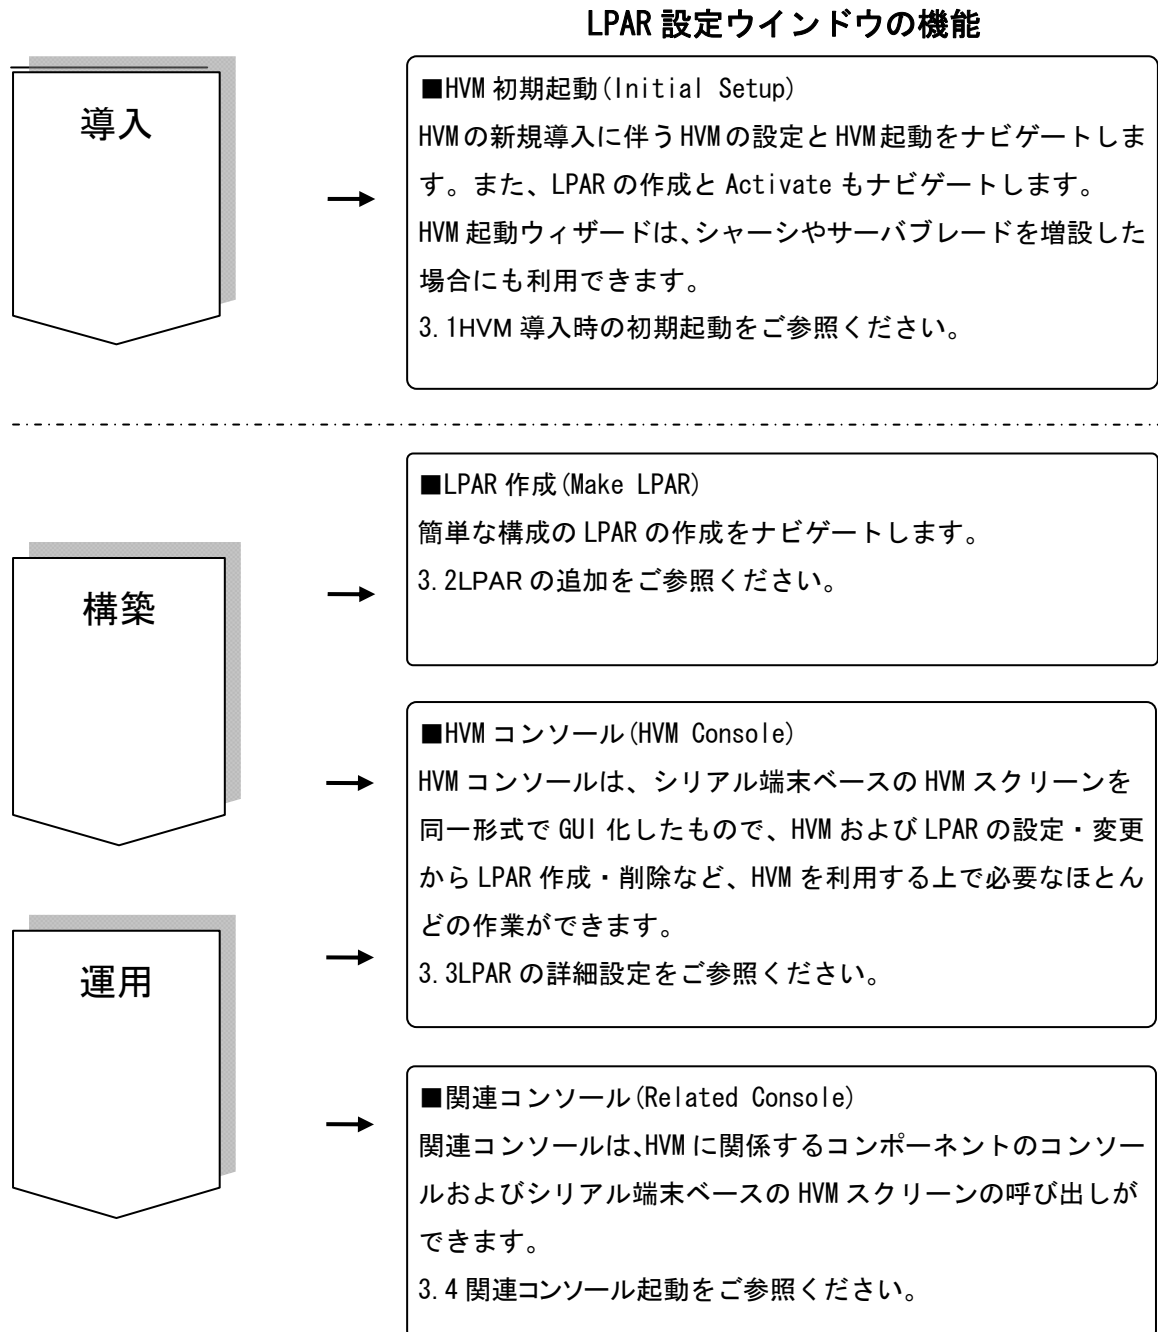 LPAR 設定ウインドウの機能
導入
■HVM 初期起動(Initial Setup)
HVMの新規導入に伴うHVMの設定とHVM起動をナビゲートしま
す。また、LPAR の作成と Activate もナビゲートします。
HVM 起動ウィザードは、シャーシやサーバブレードを増設した
場合にも利用できます。
3.1HVM 導入時の初期起動をご参照ください。
構築
■LPAR 作成(Make LPAR)
簡単な構成の LPAR の作成をナビゲートします。
3.2LPAR の追加をご参照ください。
■HVM コンソール(HVM Console)
HVM コンソールは、シリアル端末ベースの HVM スクリーンを
同一形式で GUI 化したもので、HVM および LPAR の設定・変更
から LPAR 作成・削除など、HVM を利用する上で必要なほとん
どの作業ができます。
3.3LPAR の詳細設定をご参照ください。
運用
■関連コンソール(Related Console)
関連コンソールは、HVM に関係するコンポーネントのコンソー
ルおよびシリアル端末ベースの HVM スクリーンの呼び出しが
できます。
3.4 関連コンソール起動をご参照ください。